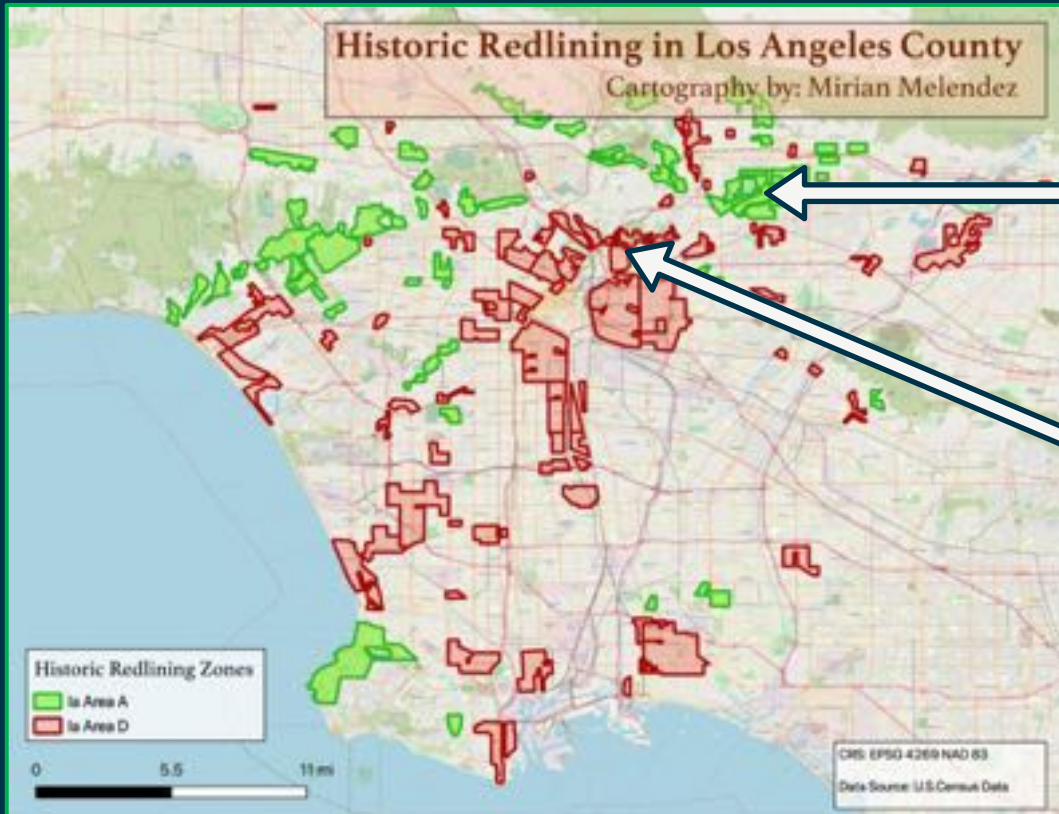 Historic Redlining in Los Angeles County
Cartography by: Mirian Melendez
Historic Redlining Zones
la Area A
la Area D
0 5.5 11 mi
CRS: EPSG 4269 NAD 83
Data Source: U.S.Census Data